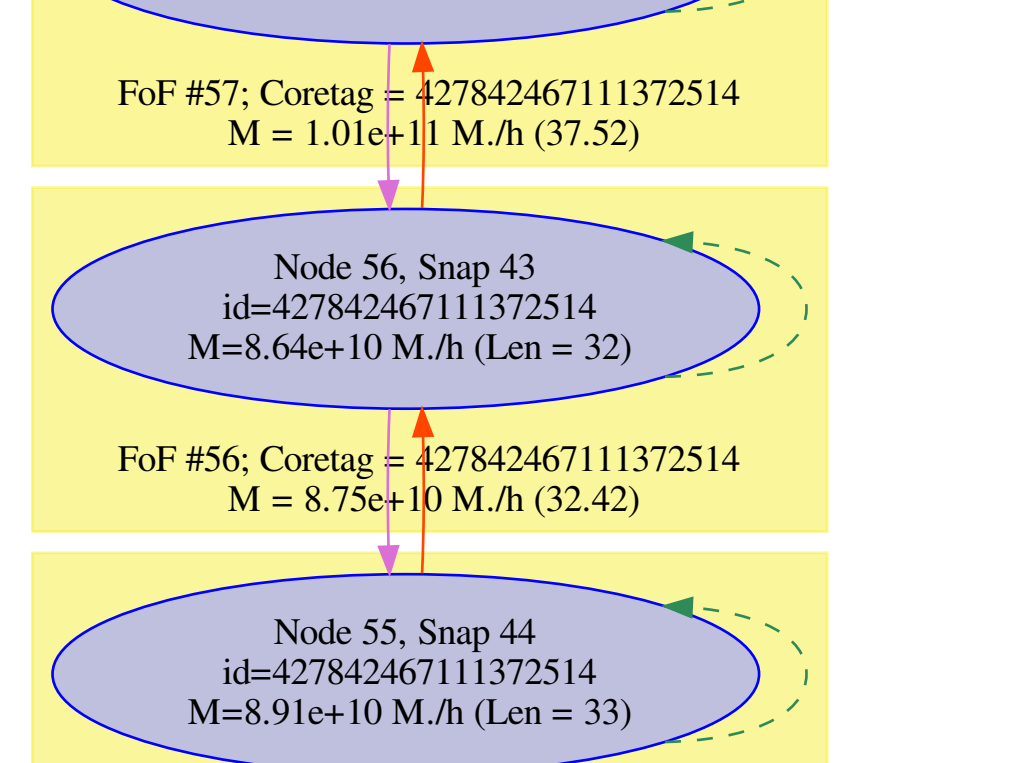 FoF #57; Coretag = 427842467111372514
M = 1.01e+11 M./h (37.52)
Node 56, Snap 43
id=427842467111372514
M=8.64e+10 M./h (Len = 32)
FoF #56; Coretag = 427842467111372514
M = 8.75e+10 M./h (32.42)
Node 55, Snap 44
id=427842467111372514
M=8.91e+10 M./h (Len = 33)